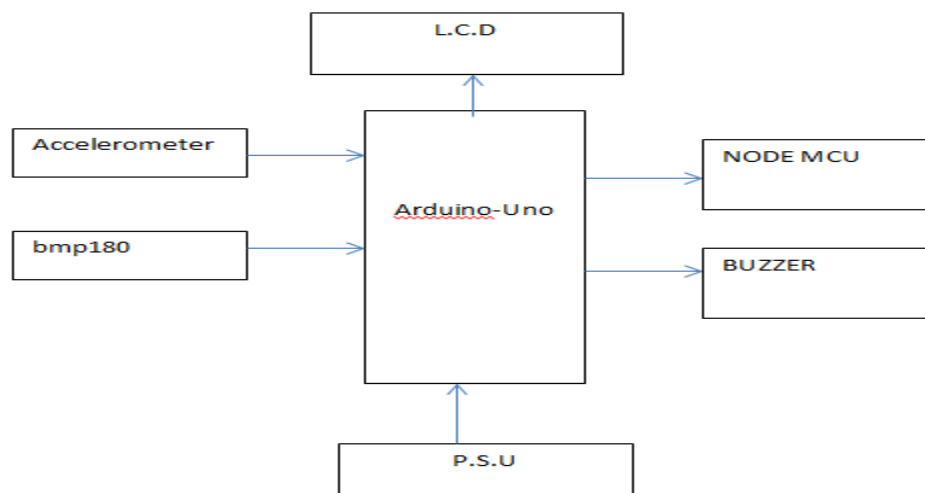 L.C.D
Accelerometer
NODE MCU
Arduino-Uno
bmp180
BUZZER
P.S.U